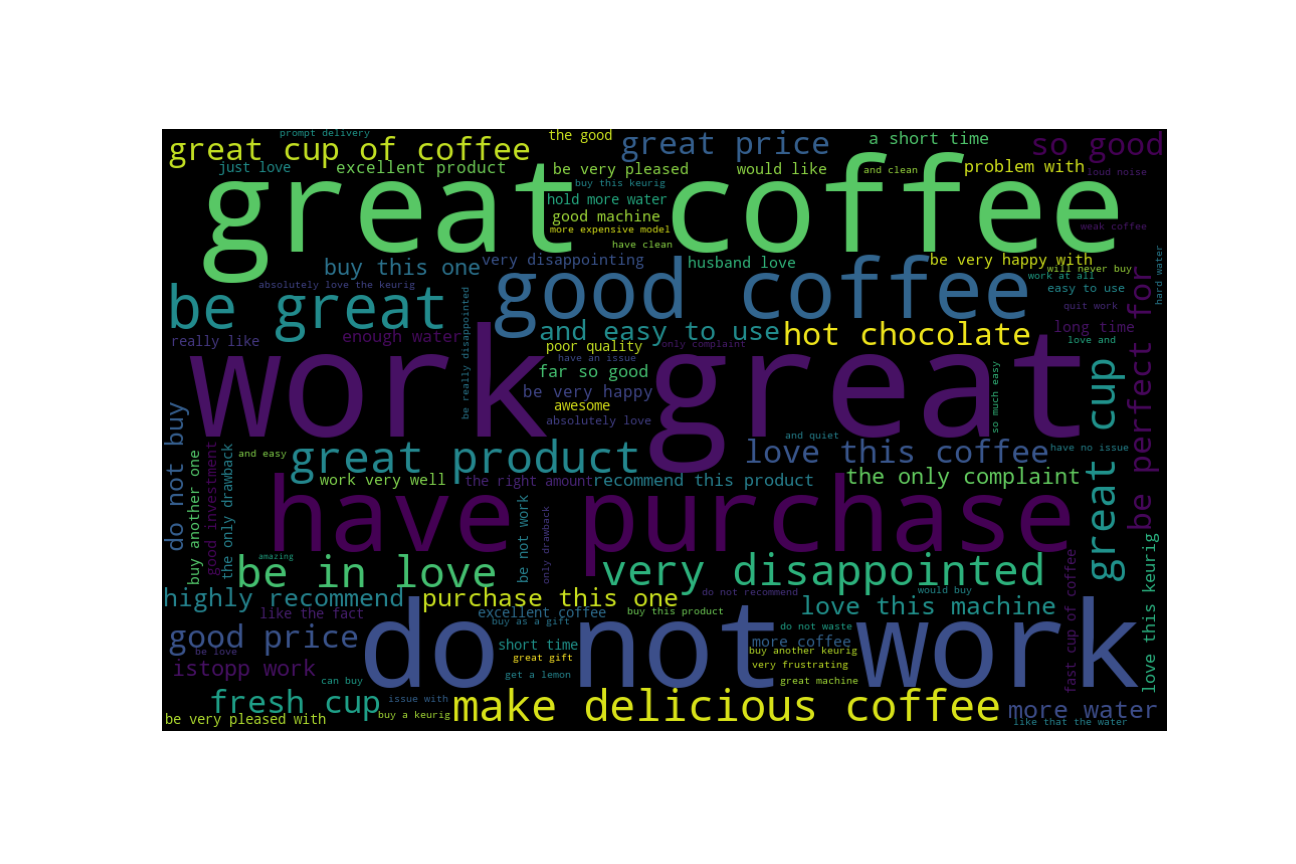 prompt delivery
the good
great cup of coffee
great price
a short time
so good
just love
excellent product
be very pleased
would like
and clean
problem with
loud noise
great coffee
buy this keurig
hold more water
good machine
more expensive model
have clean
weak coffee
buy this one
very disappointing
husband love
be very happy with
will never buy
work at all
hard water
absolutely love the keurig
easy to use
be great
good coffee
quit work
enough water
and easy to use
hot chocolate
long time
love and
really like
be really disappointed
poor quality
only complaint
have an issue
far so good
be very happy
awesome
absolutely love
so much easy
work great
be perfect for
great cup
do not buy
and quiet
love this coffee
have no issue
and easy
great product
work very well
the right amount
recommend this product
the only complaint
buy another one
good investment
the only drawback
have purchase
be not work
only drawback
amazing
be in love
very disappointed
fast cup of coffee
love this keurig
highly recommend
purchase this one
do not recommend
would buy
love this machine
like the fact
excellent coffee
buy this product
buy as a gift
do not work
do not waste
good price
more coffee
be love
short time
buy another keurig
great gift
very frustrating
istopp work
get a lemon
great machine
can buy
fresh cup
issue with
make delicious coffee
more water
be very pleased with
buy a keurig
like that the water